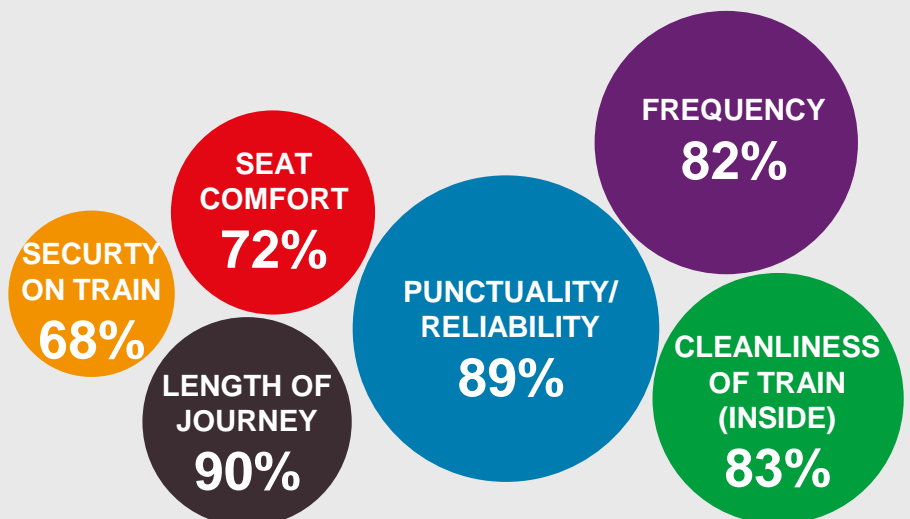 SECURTY
ON TRAIN
68%
SEAT
COMFORT
72%
LENGTH OF
JOURNEY
90%
PUNCTUALITY/
RELIABILITY
89%
FREQUENCY
82%
CLEANLINESS
OF TRAIN
(INSIDE)
83%